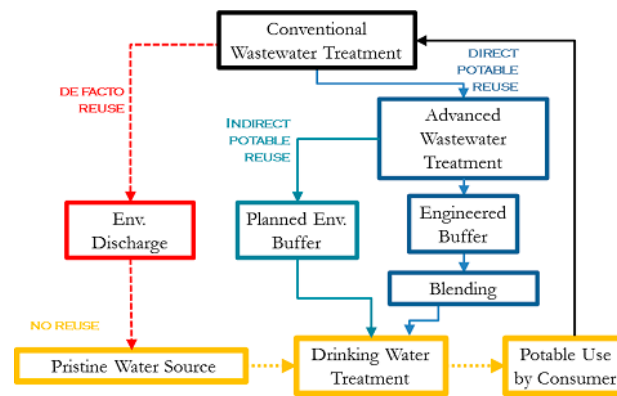 Conventional
Wastewater Treatment
DE FACTO
REUSE
DIRECT
POTABLE
REUSE
INDIRECT
POTABLE
REUSE
Advanced
Wastewater
Treatment
Env.
Discharge
Planned Env.
Buffer
Engineered
Buffer
Blending
NO REUSE
Pristine Water Source
Drinking Water
Treatment
Potable Use
by Consumer